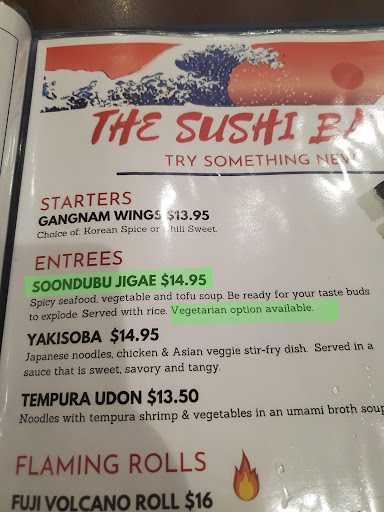 THE SUSHI BA
TRY SOMETHING NEW
STARTERS
GANGNAM WINGS $13.95
Choice of: Korean Spice or Chili Sweet.
ENTREES
SOONDUBU JIGAE $14.95
Spicy seafood, vegetable and tofu soup. Be ready for your taste buds
to explode. Served with rice. Vegetarian option available.
YAKISOBA $14.95
Japanese noodles, chicken & Asian veggie stir-fry dish. Served in a
sauce that is sweet, savory and tangy.
TEMPURA UDON $13.50
Noodles with tempura shrimp & vegetables in an umami broth soup
FLAMING ROLLS
FUJI VOLCANO ROLL $16